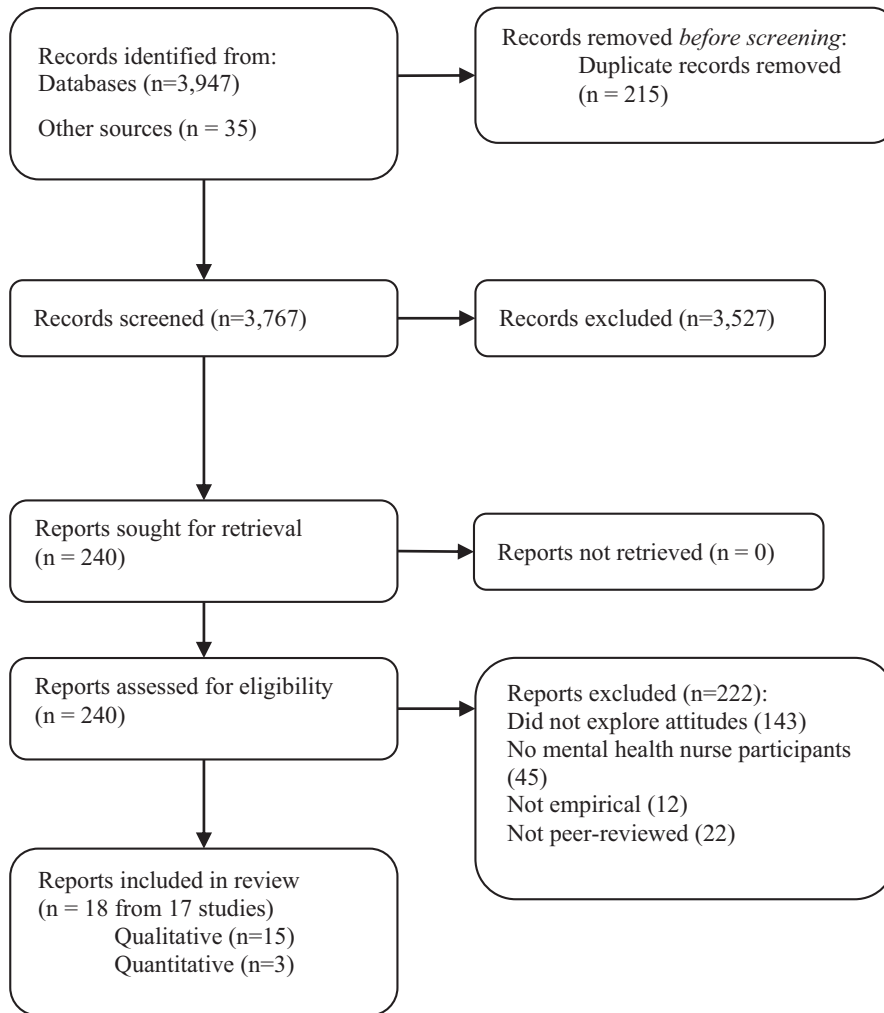 Records identified from:
Databases (n=3,947)
Other sources (n = 35)
Records removed before screening:
Duplicate records removed
(n = 215)
Records screened (n=3,767)
Records excluded (n=3,527)
Reports sought for retrieval
(n = 240)
Reports not retrieved (n = 0)
Reports assessed for eligibility
(n = 240)
Reports excluded (n=222):
Did not explore attitudes (143)
No mental health nurse participants
(45)
Not empirical (12)
Not peer-reviewed (22)
Reports included in review
(n = 18 from 17 studies)
Qualitative (n=15)
Quantitative (n=3)